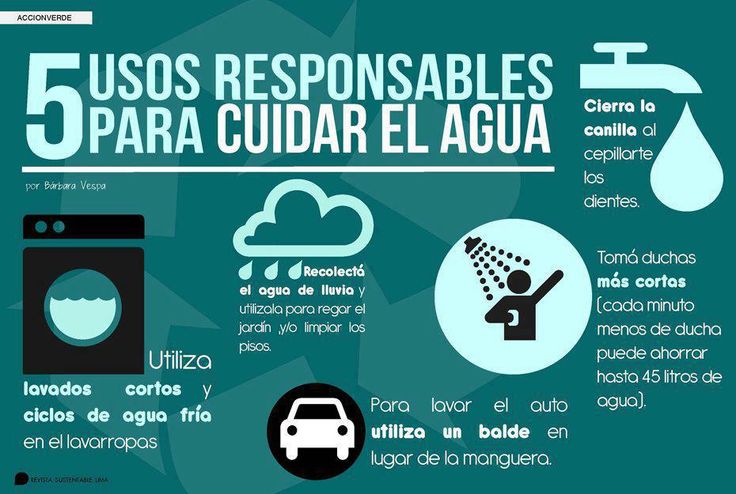 ACCIONVERDE
5 USOS RESPONSABLES
PARA CUIDAR EL AGUA
por Bárbara Vespa
Cierra la
canilla al
cepillarte
los
dientes.
Recolectá
el agua de lluvia y
utilizala para regar el
jardín ,y/o limpiar los
pisos.
Tomá duchas
más cortas
(cada minuto
menos de ducha
puede ahorrar
hasta 45 litros de
agua).
Utiliza
lavados cortos y
ciclos de agua fría
en el lavarropas
Para lavar el auto
utiliza un balde en
lugar de la manguera.
REVISTA SUSTENTABLE LIMA